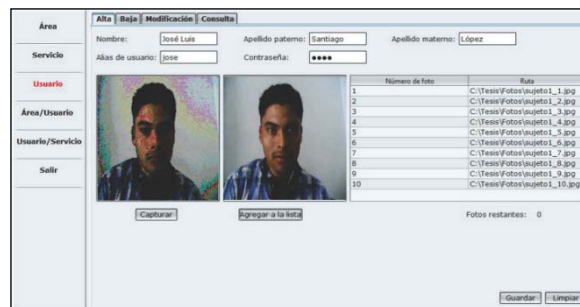 Área
Servicio
Usuario
Área/Usuario
Usuario/Servicio
Salir
Alta Baja Modificación Consulta
Nombre: José Luis Apellido paterno: Santiago Apellido materno: López
Alias de usuario: jose Contraseña: ●●●●
Número de foto Ruta
1 C:\Tesis\Fotos\sujeto1_1.jpg
2 C:\Tesis\Fotos\sujeto1_2.jpg
3 C:\Tesis\Fotos\sujeto1_3.jpg
4 C:\Tesis\Fotos\sujeto1_4.jpg
5 C:\Tesis\Fotos\sujeto1_5.jpg
6 C:\Tesis\Fotos\sujeto1_6.jpg
7 C:\Tesis\Fotos\sujeto1_7.jpg
8 C:\Tesis\Fotos\sujeto1_8.jpg
9 C:\Tesis\Fotos\sujeto1_9.jpg
10 C:\Tesis\Fotos\sujeto1_10.jpg
Capturar Agregar a la lista Fotos restantes: 0
Guardar Limpiar